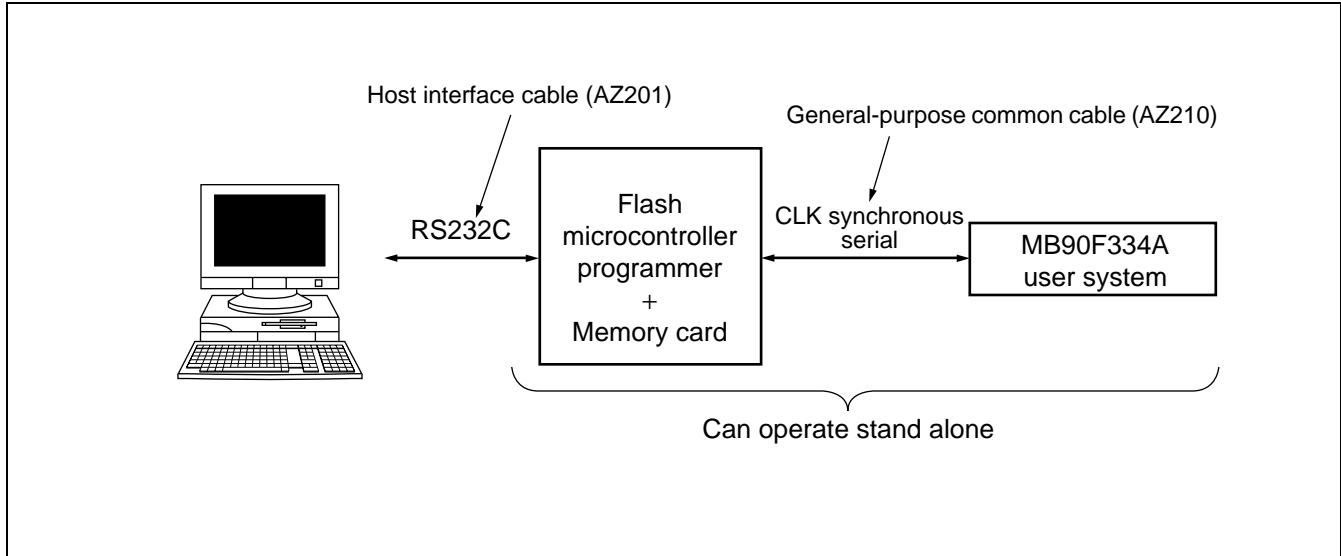 Host interface cable (AZ201)
General-purpose common cable (AZ210)
RS232C
Flash
microcontroller
programmer
+
Memory card
CLK synchronous
serial
MB90F334A
user system
Can operate stand alone